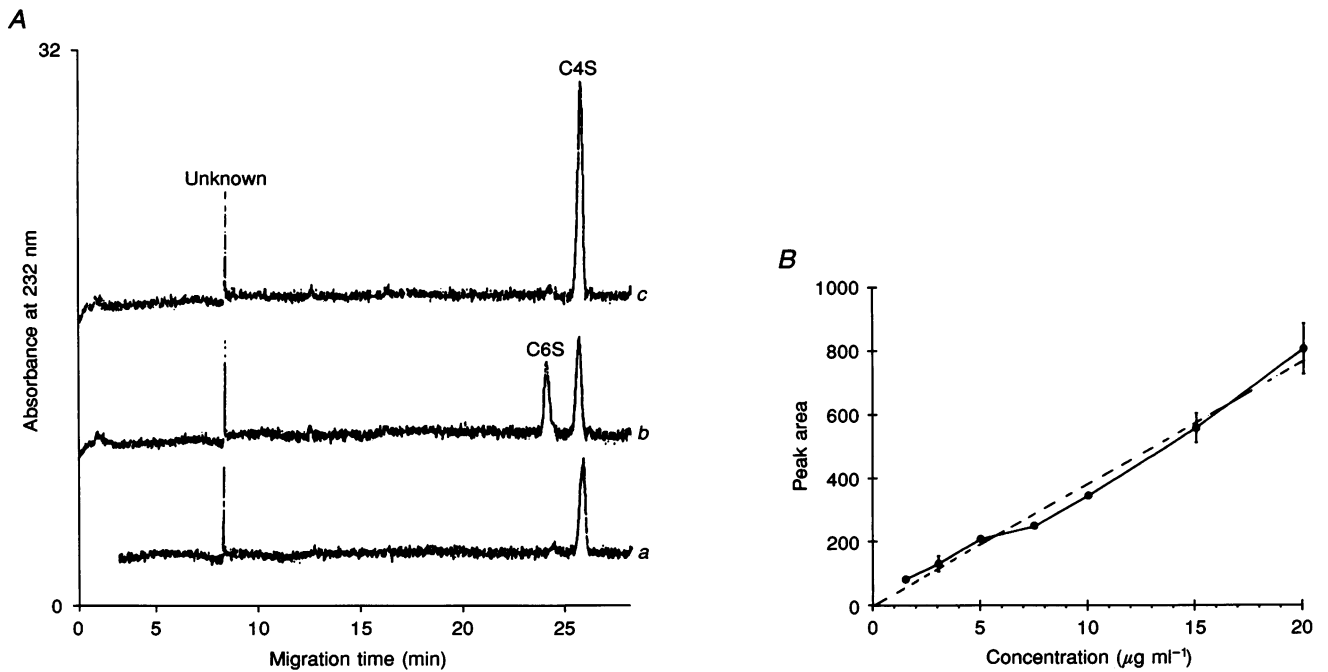 A
32
C4S
Unknown
Absorbance at 232 nm
c
C6S
b
a
0
0 5 10 15 20 25
Migration time (min)
B
1000
800
600
400
200
0
Peak area
0 5 10 15 20
Concentration (μg ml⁻¹)